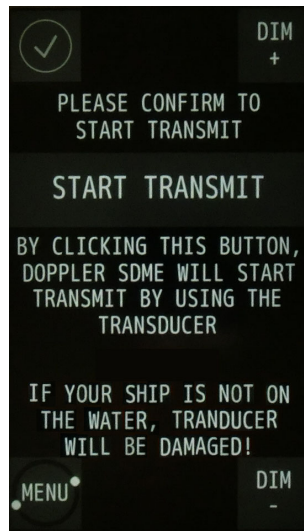 DIM
+
PLEASE CONFIRM TO
START TRANSMIT
START TRANSMIT
BY CLICKING THIS BUTTON,
DOPPLER SDME WILL START
TRANSMIT BY USING THE
TRANSDUCER
IF YOUR SHIP IS NOT ON
THE WATER, TRANDUCER
WILL BE DAMAGED!
MENU
DIM
-